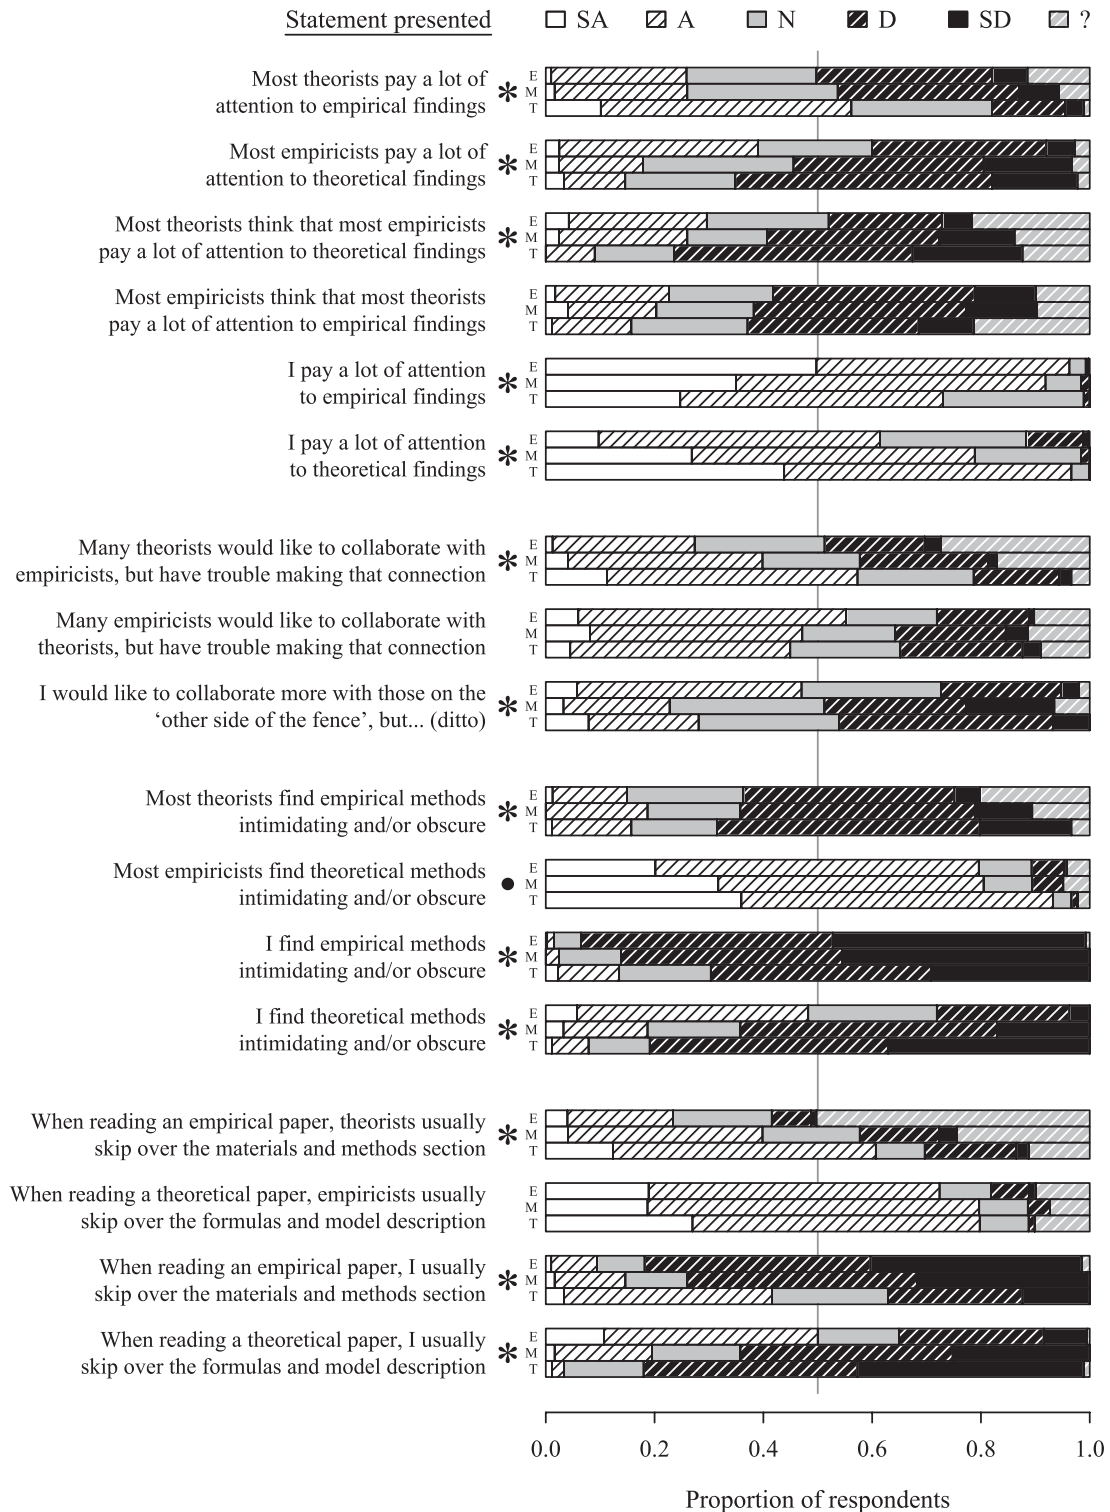 Statement presented SA A N D SD ?
Most theorists pay a lot of
attention to empirical findings
* E M T
Most empiricists pay a lot of
attention to theoretical findings
* E M T
Most theorists think that most empiricists
pay a lot of attention to theoretical findings
* E M T
Most empiricists think that most theorists
pay a lot of attention to empirical findings
E M T
I pay a lot of attention
to empirical findings
* E M T
I pay a lot of attention
to theoretical findings
* E M T
Many theorists would like to collaborate with
empiricists, but have trouble making that connection
* E M T
Many empiricists would like to collaborate with
theorists, but have trouble making that connection
E M T
I would like to collaborate more with those on the
‘other side of the fence’, but... (ditto)
* E M T
Most theorists find empirical methods
intimidating and/or obscure
* E M T
Most empiricists find theoretical methods
intimidating and/or obscure
• E M T
I find empirical methods
intimidating and/or obscure
* E M T
I find theoretical methods
intimidating and/or obscure
* E M T
When reading an empirical paper, theorists usually
skip over the materials and methods section
* E M T
When reading a theoretical paper, empiricists usually
skip over the formulas and model description
E M T
When reading an empirical paper, I usually
skip over the materials and methods section
* E M T
When reading a theoretical paper, I usually
skip over the formulas and model description
* E M T
0.0 0.2 0.4 0.6 0.8 1.0
Proportion of respondents